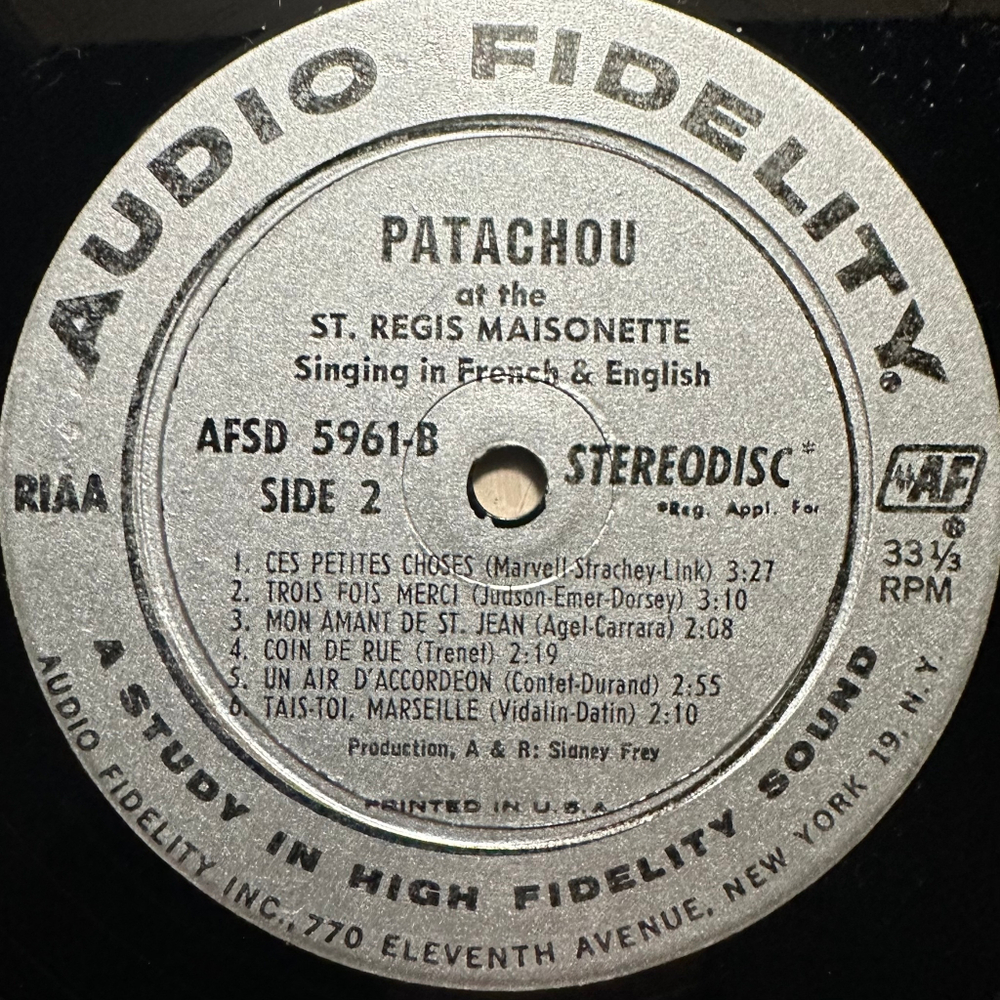 AUDIO FIDELITY®
PATACHOU
at the
ST. REGIS MAISONETTE
Singing in French & English
AFSD 5961-B
SIDE 2
STEREODISC*
*Reg. Appl. For
RIAA
AF®
33 1/3
RPM
1. CES PETITES CHOSES (Marvell-Strachey-Link) 3:27
2. TROIS FOIS MERCI (Judson-Emer-Dorsey) 3:10
3. MON AMANT DE ST. JEAN (Agel-Carrara) 2:08
4. COIN DE RUE (Trenet) 2:19
5. UN AIR D'ACCORDEON (Contet-Durand) 2:55
6. TAIS-TOI, MARSEILLE (Vidalin-Datin) 2:10
Production, A & R: Sidney Frey
PRINTED IN U.S.A.
A STUDY IN HIGH FIDELITY SOUND
AUDIO FIDELITY INC., 770 ELEVENTH AVENUE, NEW YORK 19, N.Y.